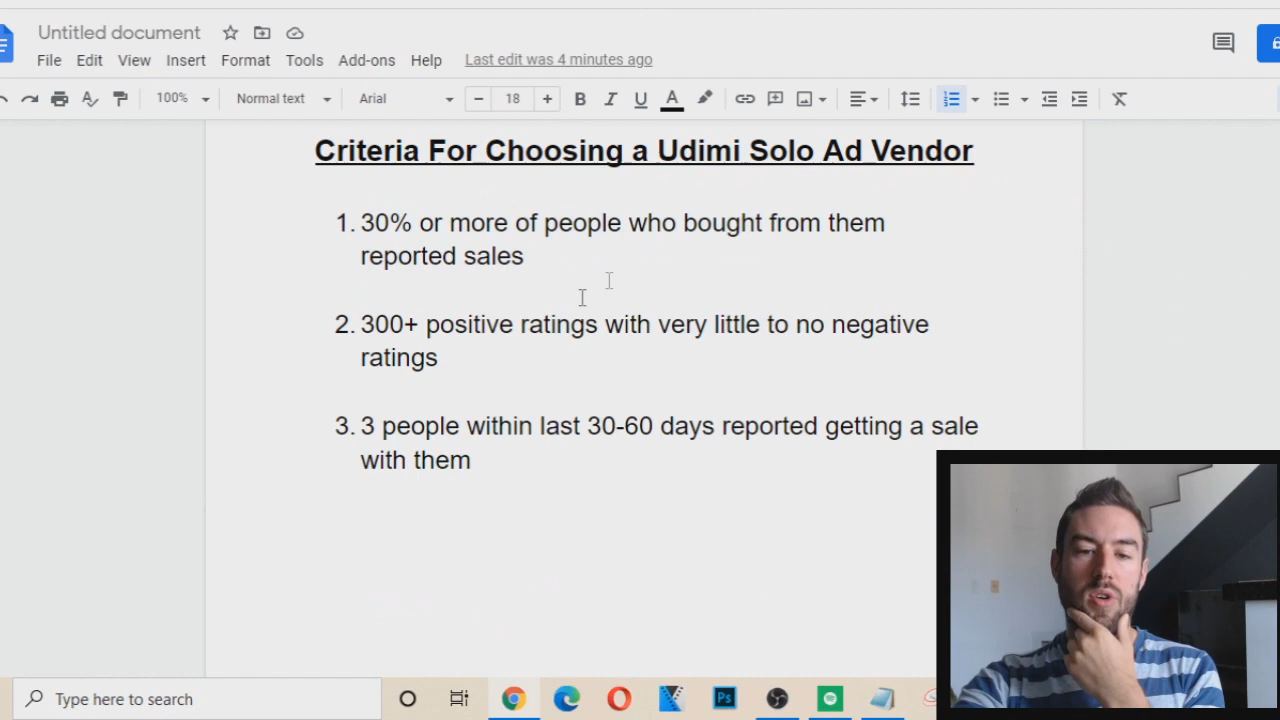 Untitled document
File Edit View Insert Format Tools Add-ons Help Last edit was 4 minutes ago
100% Normal text Arial 18 B I U A
Criteria For Choosing a Udimi Solo Ad Vendor
1. 30% or more of people who bought from them
reported sales
2. 300+ positive ratings with very little to no negative
ratings
3. 3 people within last 30-60 days reported getting a sale
with them
Type here to search
Ps